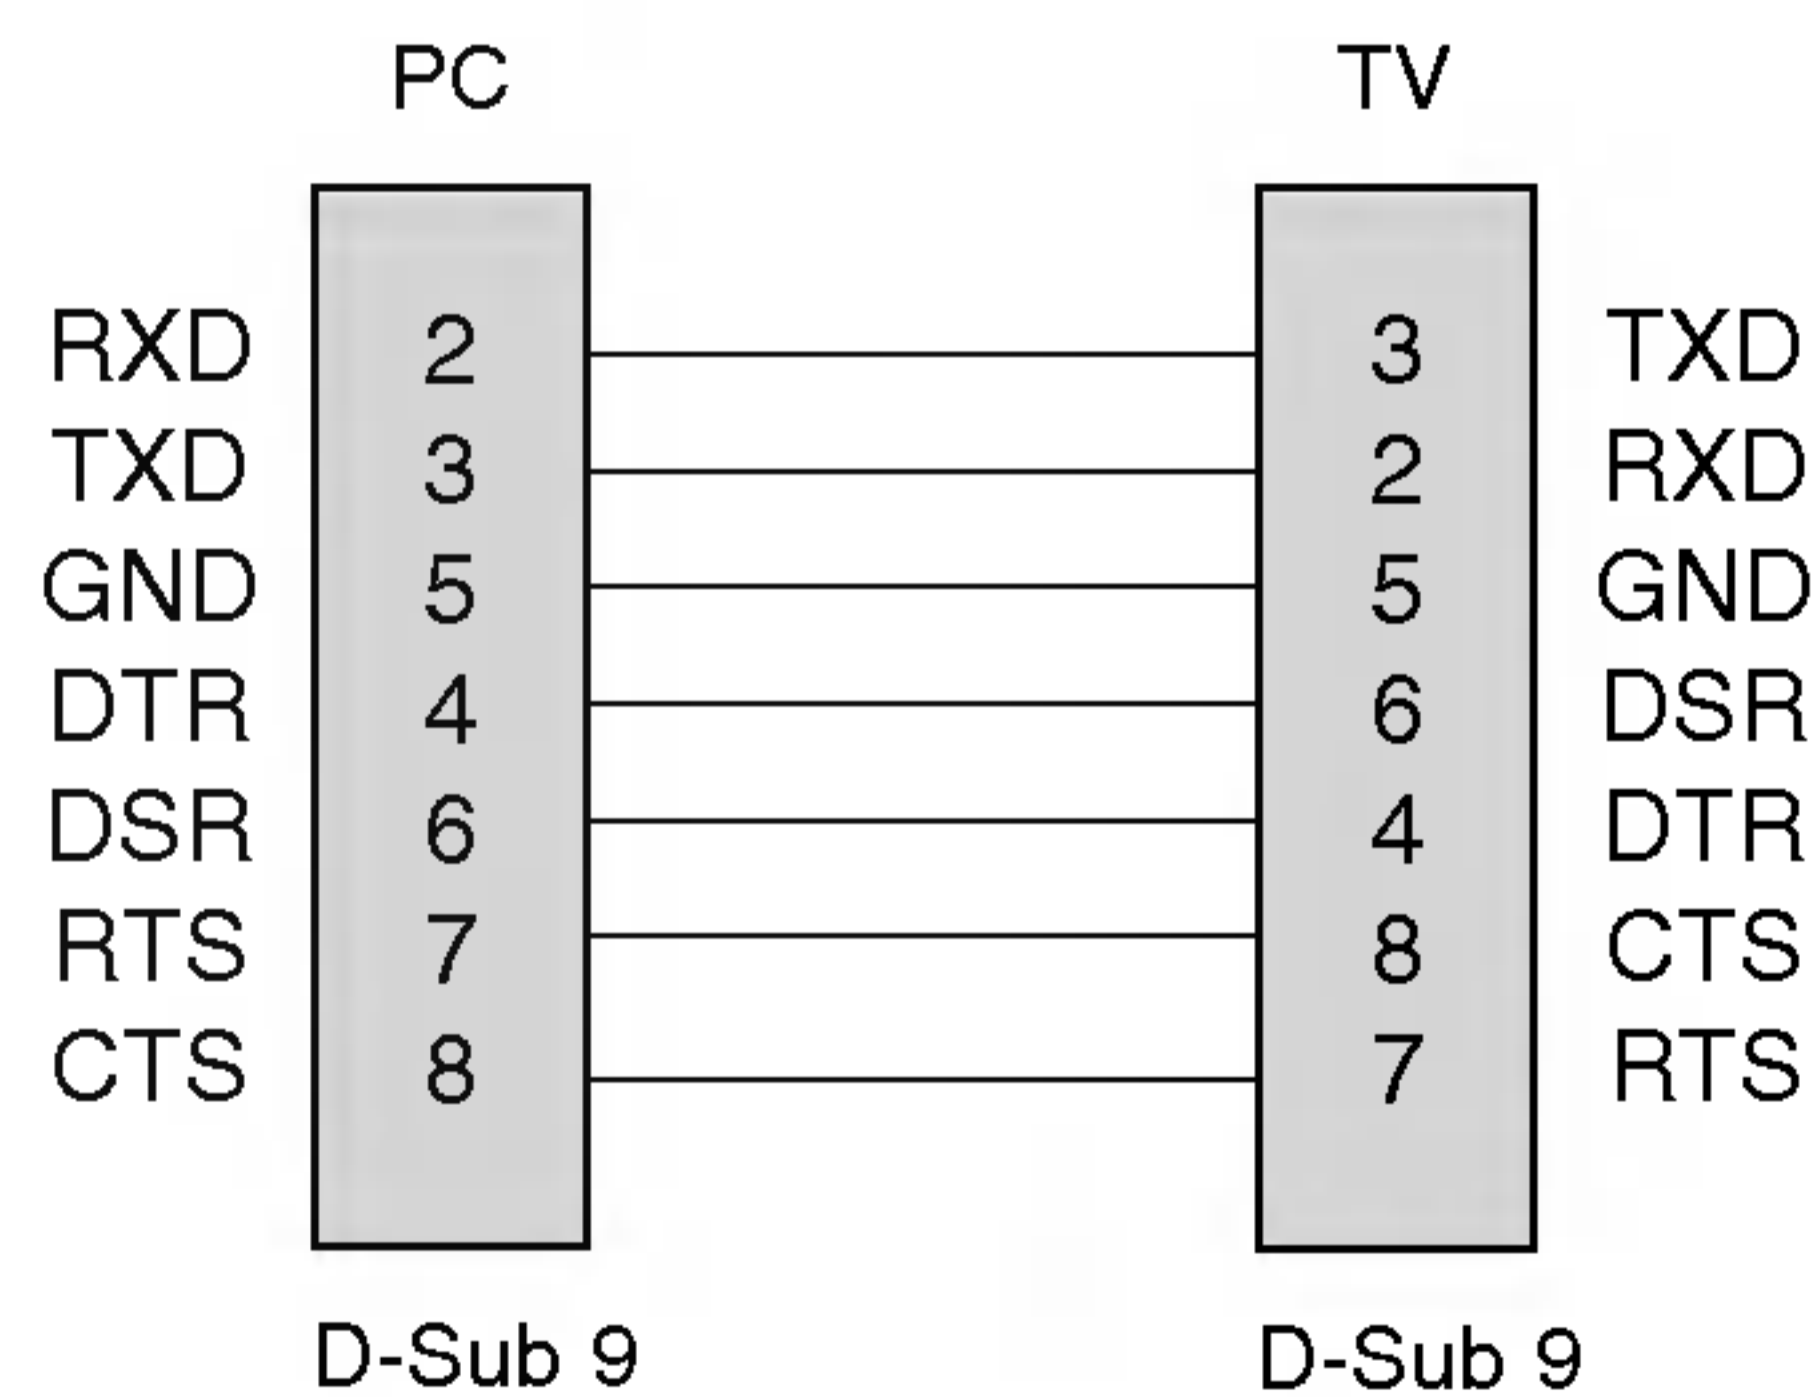 PC TV
RXD 2 3 TXD
TXD 3 2 RXD
GND 5 5 GND
DTR 4 6 DSR
DSR 6 4 DTR
RTS 7 8 CTS
CTS 8 7 RTS
D-Sub 9 D-Sub 9